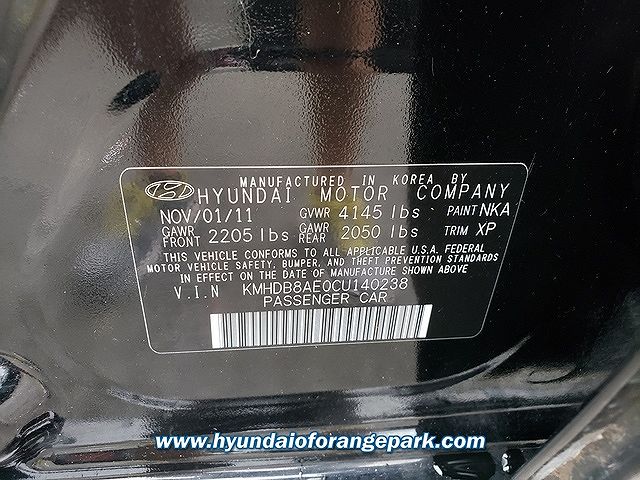 MANUFACTURED IN KOREA BY
HYUNDAI MOTOR COMPANY
NOV/01/11 GVWR 4145 lbs PAINT NKA
GAWR FRONT 2205 lbs GAWR REAR 2050 lbs TRIM XP
THIS VEHICLE CONFORMS TO ALL APPLICABLE U.S.A. FEDERAL
MOTOR VEHICLE SAFETY, BUMPER, AND THEFT PREVENTION STANDARDS
IN EFFECT ON THE DATE OF MANUFACTURE SHOWN ABOVE
V.I.N KMHDB8AE0CU140238
PASSENGER CAR
www.hyundaioforangepark.com